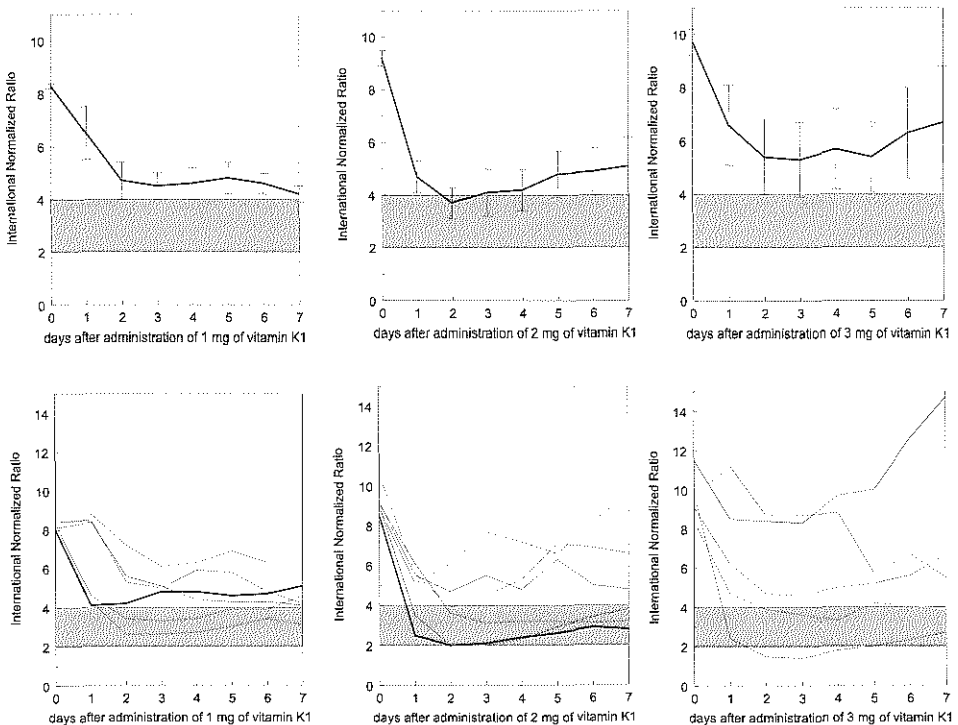 International Normalized Ratio
10
8
6
4
2
0
0 1 2 3 4 5 6 7
days after administration of 1 mg of vitamin K1
International Normalized Ratio
10
8
6
4
2
0
0 1 2 3 4 5 6 7
days after administration of 2 mg of vitamin K1
International Normalized Ratio
10
8
6
4
2
0
0 1 2 3 4 5 6 7
days after administration of 3 mg of vitamin K1
International Normalized Ratio
14
12
10
8
6
4
2
0
0 1 2 3 4 5 6 7
days after administration of 1 mg of vitamin K1
International Normalized Ratio
14
12
10
8
6
4
2
0
0 1 2 3 4 5 6 7
days after administration of 2 mg of vitamin K1
International Normalized Ratio
14
12
10
8
6
4
2
0
0 1 2 3 4 5 6 7
days after administration of 3 mg of vitamin K1